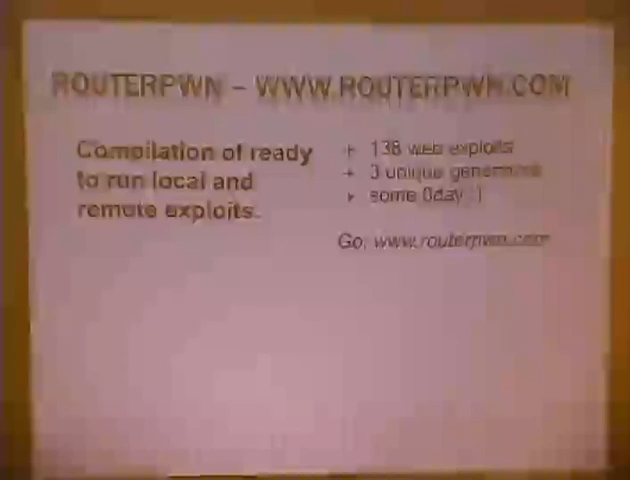 ROUTERPWN – WWW.ROUTERPWN.COM
Compilation of ready
to run local and
remote exploits.
+ 138 web exploits
+ 3 unique generators
+ some 0day :)
Go: www.routerpwn.com